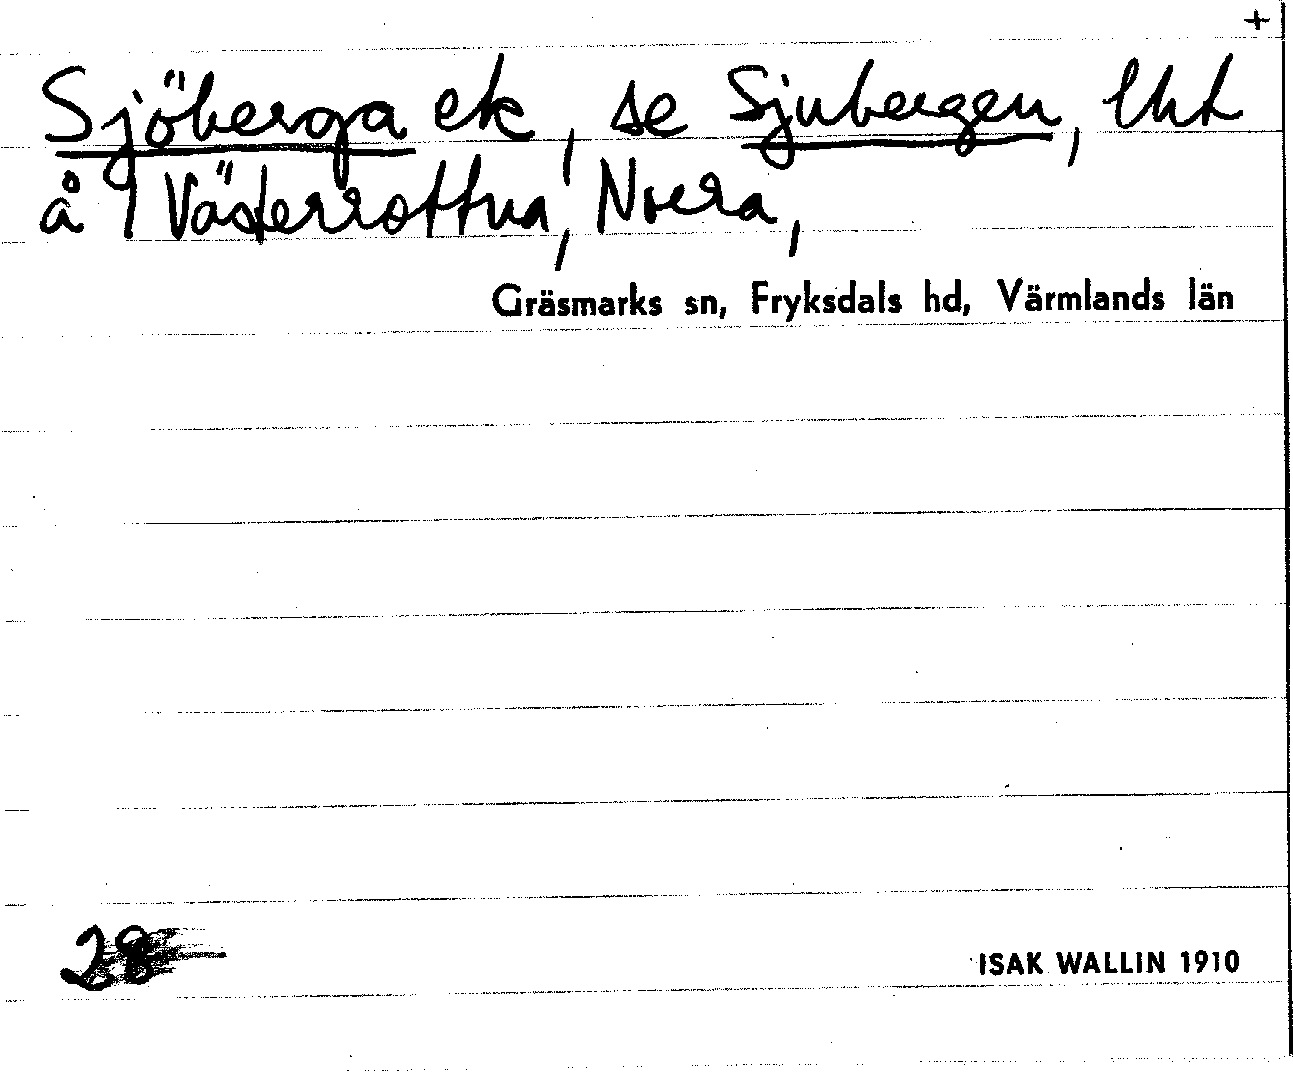 +
Sjöberga ek, se Sjubergen, lht
å Västerrottna, Norra,
Gräsmarks sn, Fryksdals hd, Värmlands län
28
ISAK WALLIN 1910